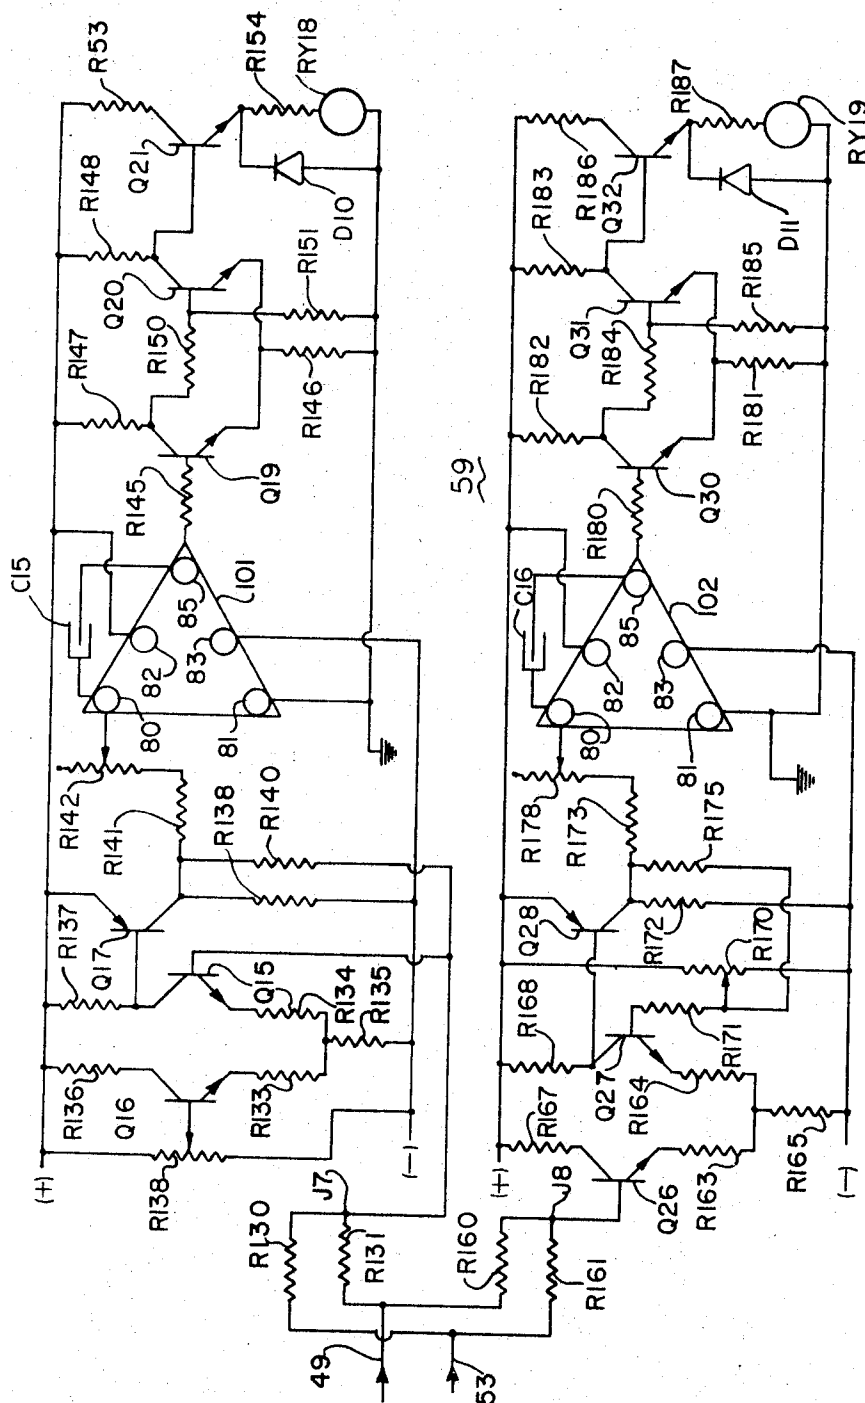 R53
R154
RY18
Q21
R148
D10
R151
Q20
R150
R147
R146
Q19
R145
C15
101
85
83
82
80
81
R142
R141
R138
R140
R137
Q17
Q15
R134
R135
R136
Q16
R133
R138
(+)
(-)
J7
R130
R131
49
53
59
R187
RY19
R186
Q32
R183
D11
R185
Q31
R184
R182
R181
Q30
R180
C16
102
85
83
82
80
81
R178
R173
R175
Q28
R172
R170
R168
R171
Q27
R164
R167
R165
R163
Q26
(+)
(-)
J8
R160
R161